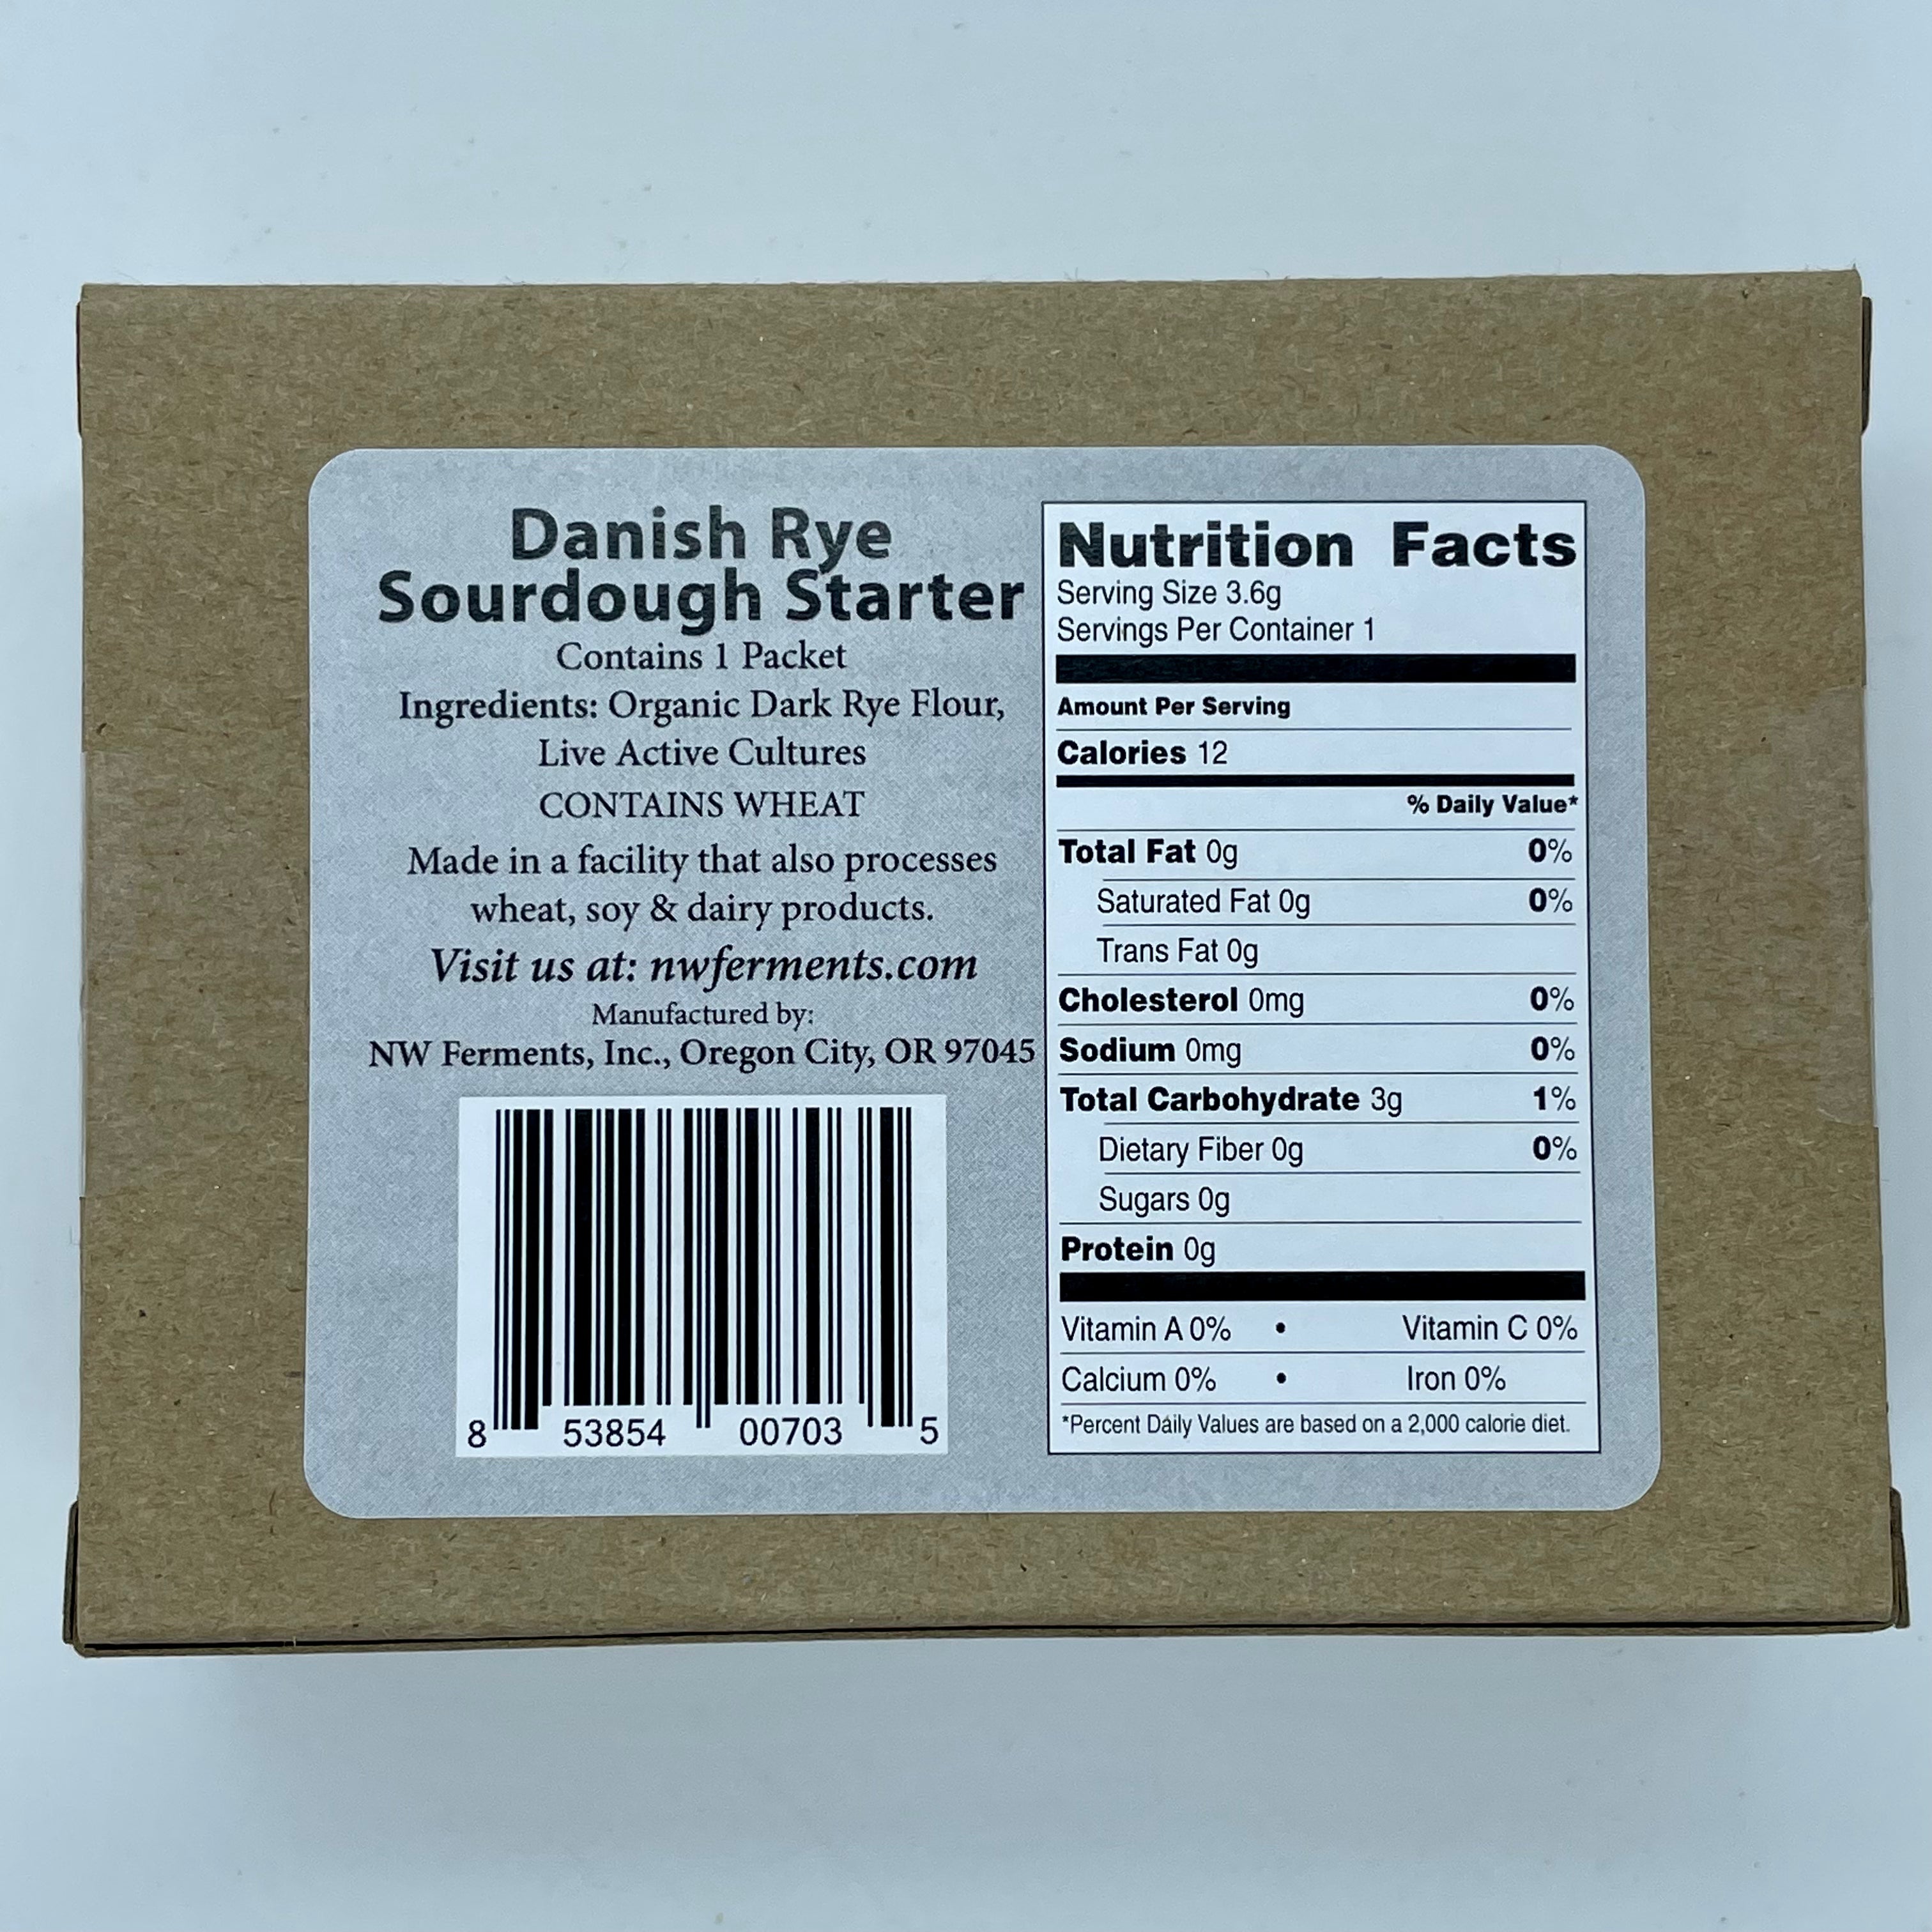 Danish Rye
Sourdough Starter
Contains 1 Packet
Ingredients: Organic Dark Rye Flour,
Live Active Cultures
CONTAINS WHEAT
Made in a facility that also processes
wheat, soy & dairy products.
Visit us at: nwferments.com
Manufactured by:
NW Ferments, Inc., Oregon City, OR 97045
8 53854 00703 5
Nutrition Facts
Serving Size 3.6g
Servings Per Container 1
Amount Per Serving
Calories 12
% Daily Value*
Total Fat 0g 0%
Saturated Fat 0g 0%
Trans Fat 0g
Cholesterol 0mg 0%
Sodium 0mg 0%
Total Carbohydrate 3g 1%
Dietary Fiber 0g 0%
Sugars 0g
Protein 0g
Vitamin A 0% • Vitamin C 0%
Calcium 0% • Iron 0%
*Percent Daily Values are based on a 2,000 calorie diet.